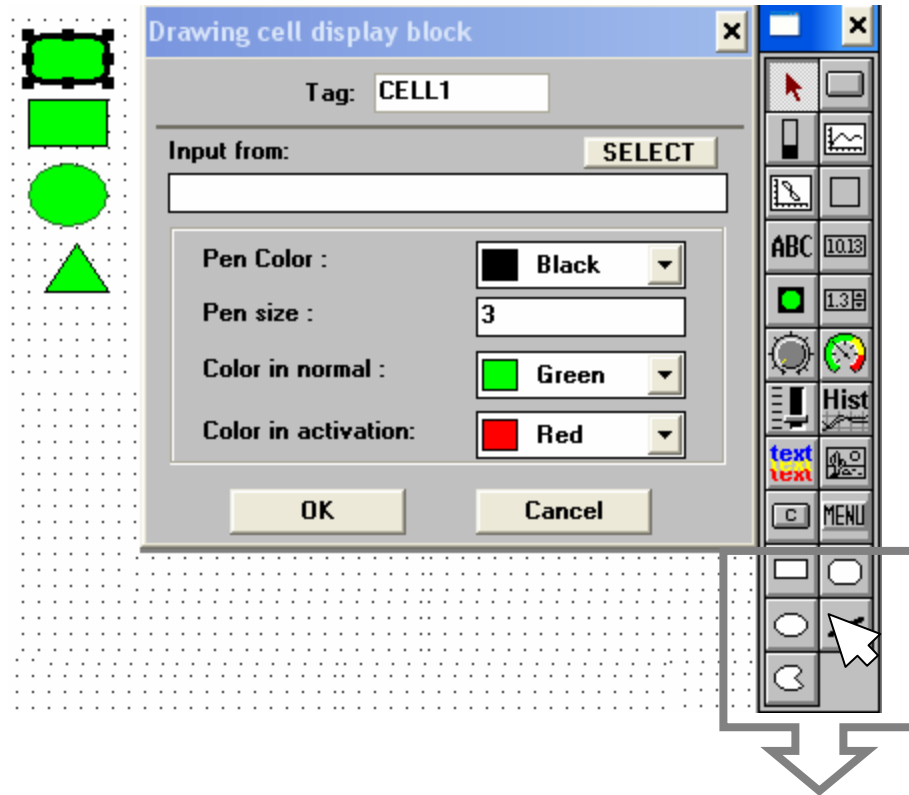 Drawing cell display block
Tag: CELL1
Input from: SELECT
Pen Color : Black
Pen size : 3
Color in normal : Green
Color in activation: Red
OK Cancel
ABC 10.13
1.3
Hist
text
text
C MENU